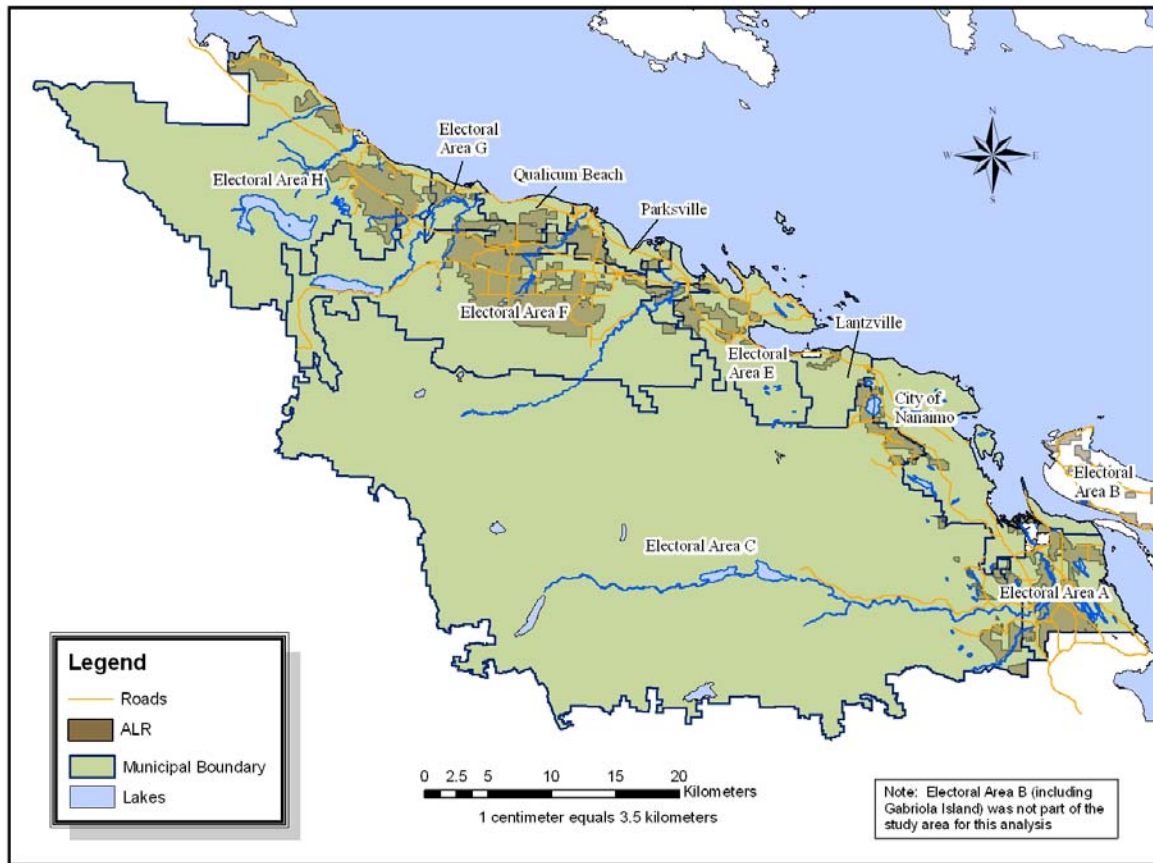 N
W
E
S
Electoral
Area G
Qualicum Beach
Electoral Area H
Parksville
Electoral Area F
Lantzville
Electoral
Area E
City of
Nanaimo
Electoral
Area B
Electoral Area C
Electoral Area A
Legend
Roads
ALR
Municipal Boundary
Lakes
0 2.5 5 10 15 20
Kilometers
1 centimeter equals 3.5 kilometers
Note: Electoral Area B (including
Gabriola Island) was not part of the
study area for this analysis